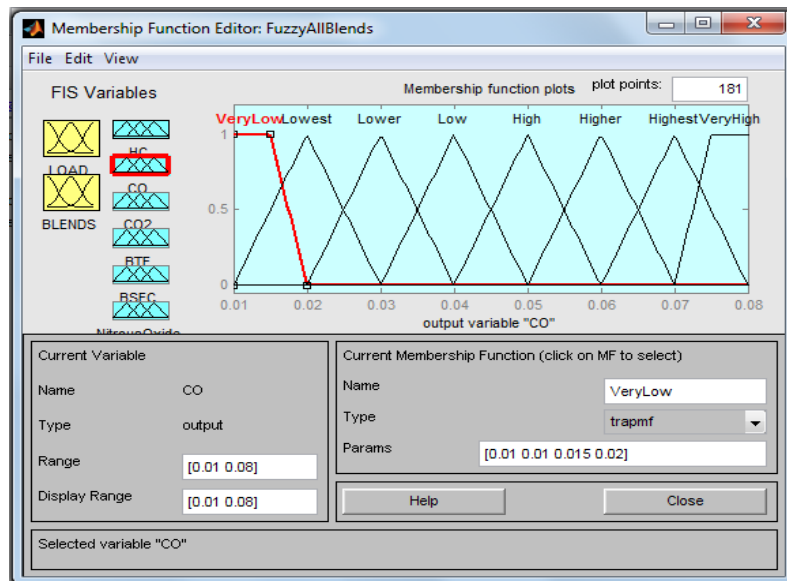 Membership Function Editor: FuzzyAllBlends
File Edit View
FIS Variables
Membership function plots
plot points:
181
VeryLow Lowest Lower Low High Higher Highest VeryHigh
1
0.5
0
0.01 0.02 0.03 0.04 0.05 0.06 0.07 0.08
output variable "CO"
LOAD
BLENDS
HC
CO
CO2
BTE
BSFC
NitrousOxide
Current Variable
Name CO
Type output
Range [0.01 0.08]
Display Range [0.01 0.08]
Current Membership Function (click on MF to select)
Name VeryLow
Type trapmf
Params [0.01 0.01 0.015 0.02]
Help Close
Selected variable "CO"